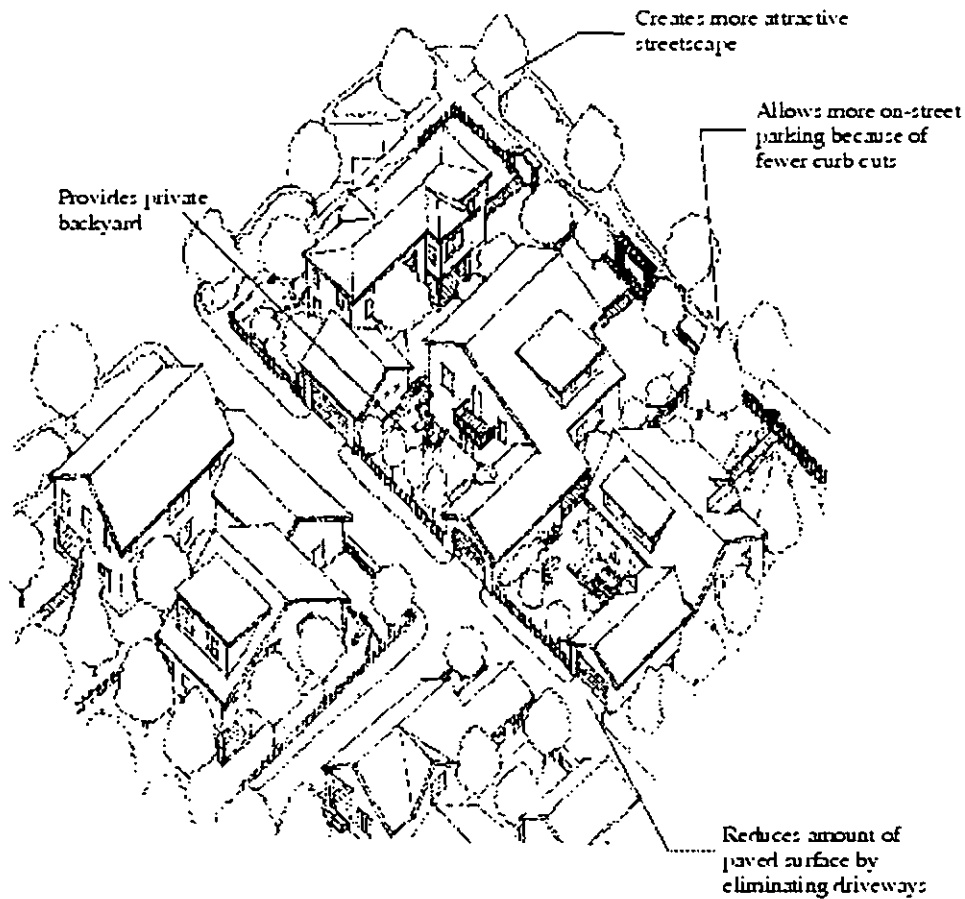 Creates more attractive
streetscape
Allows more on-street
parking because of
fewer curb cuts
Provides private
backyard
Reduces amount of
paved surface by
eliminating driveways